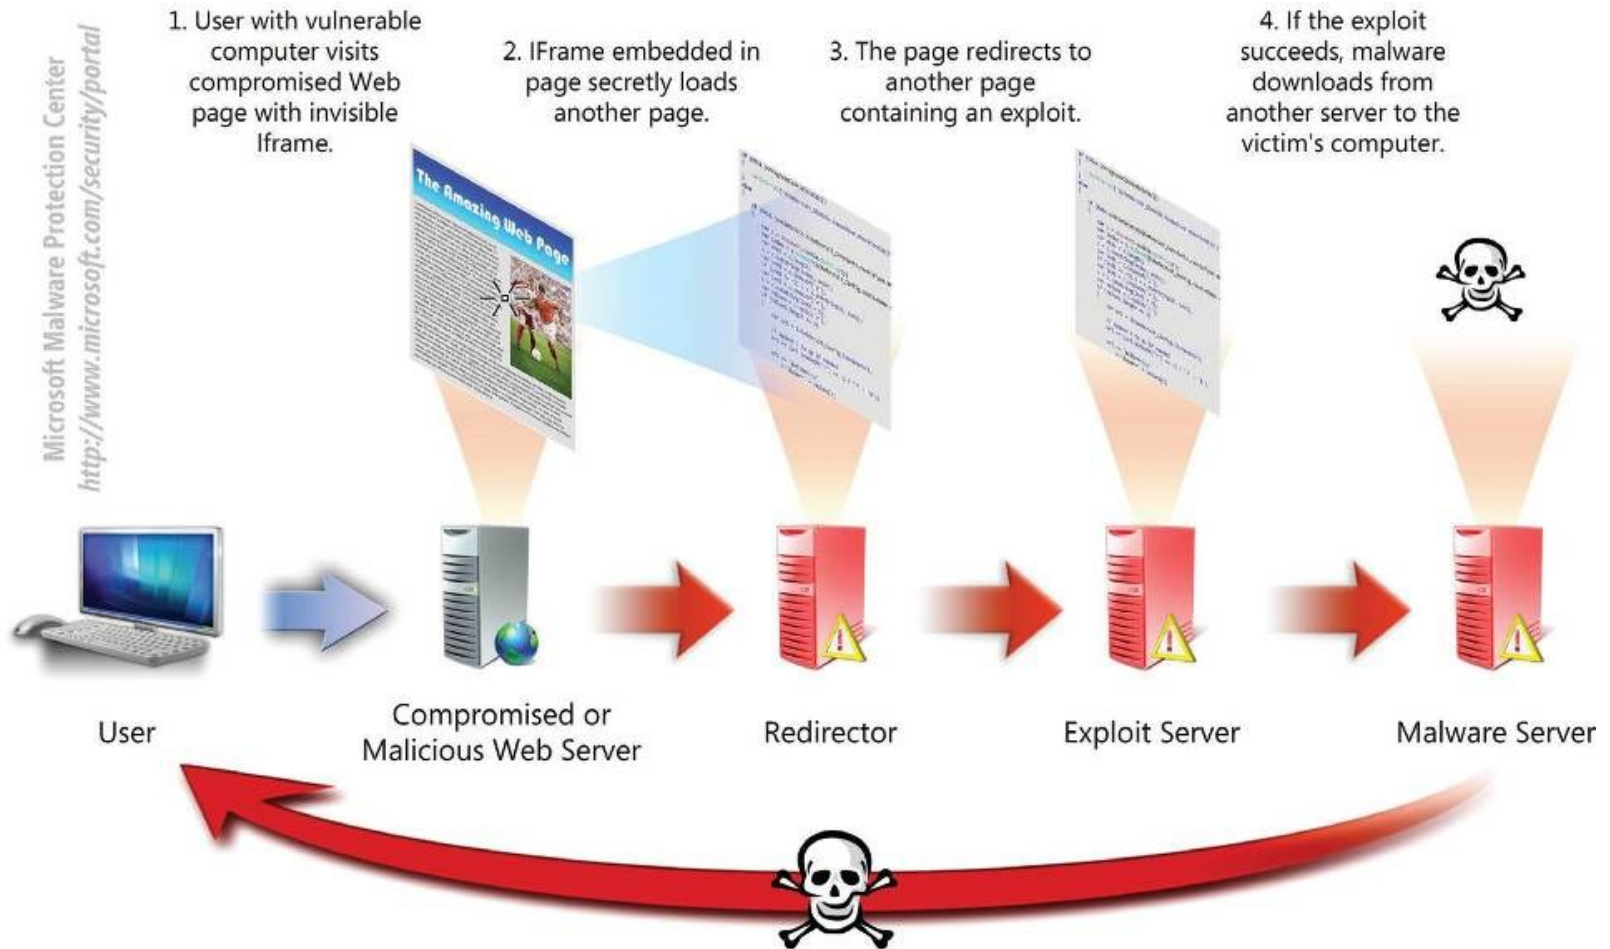 Microsoft Malware Protection Center
http://www.microsoft.com/security/portal
1. User with vulnerable
computer visits
compromised Web
page with invisible
Iframe.
2. IFrame embedded in
page secretly loads
another page.
3. The page redirects to
another page
containing an exploit.
4. If the exploit
succeeds, malware
downloads from
another server to the
victim's computer.
The Amazing Web Page
User
Compromised or
Malicious Web Server
Redirector
Exploit Server
Malware Server